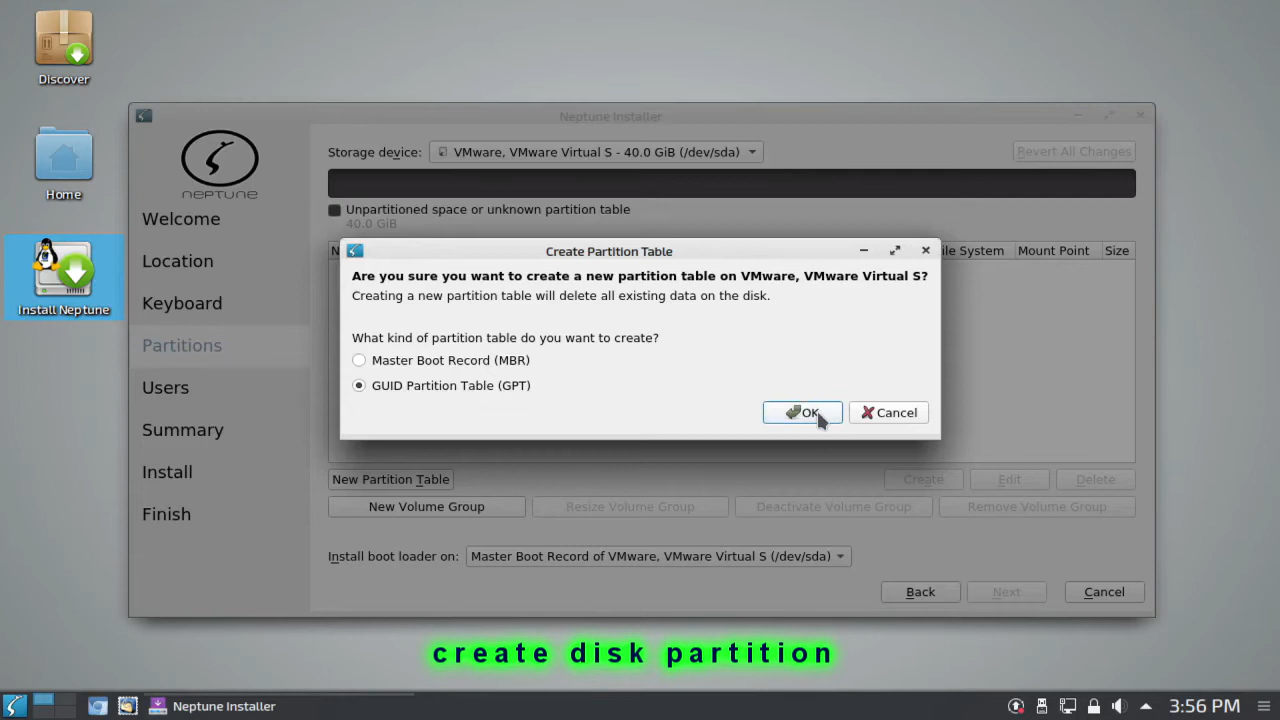 Discover
Home
Install Neptune
Neptune Installer
NEPTUNE
Welcome
Location
Keyboard
Partitions
Users
Summary
Install
Finish
Storage device:
VMware, VMware Virtual S - 40.0 GiB (/dev/sda)
Revert All Changes
Unpartitioned space or unknown partition table
40.0 GiB
N
ile System
Mount Point
Size
Create Partition Table
Are you sure you want to create a new partition table on VMware, VMware Virtual S?
Creating a new partition table will delete all existing data on the disk.
What kind of partition table do you want to create?
Master Boot Record (MBR)
GUID Partition Table (GPT)
OK
Cancel
New Partition Table
Create
Edit
Delete
New Volume Group
Resize Volume Group
Deactivate Volume Group
Remove Volume Group
Install boot loader on:
Master Boot Record of VMware, VMware Virtual S (/dev/sda)
Back
Next
Cancel
create disk partition
Neptune Installer
3:56 PM